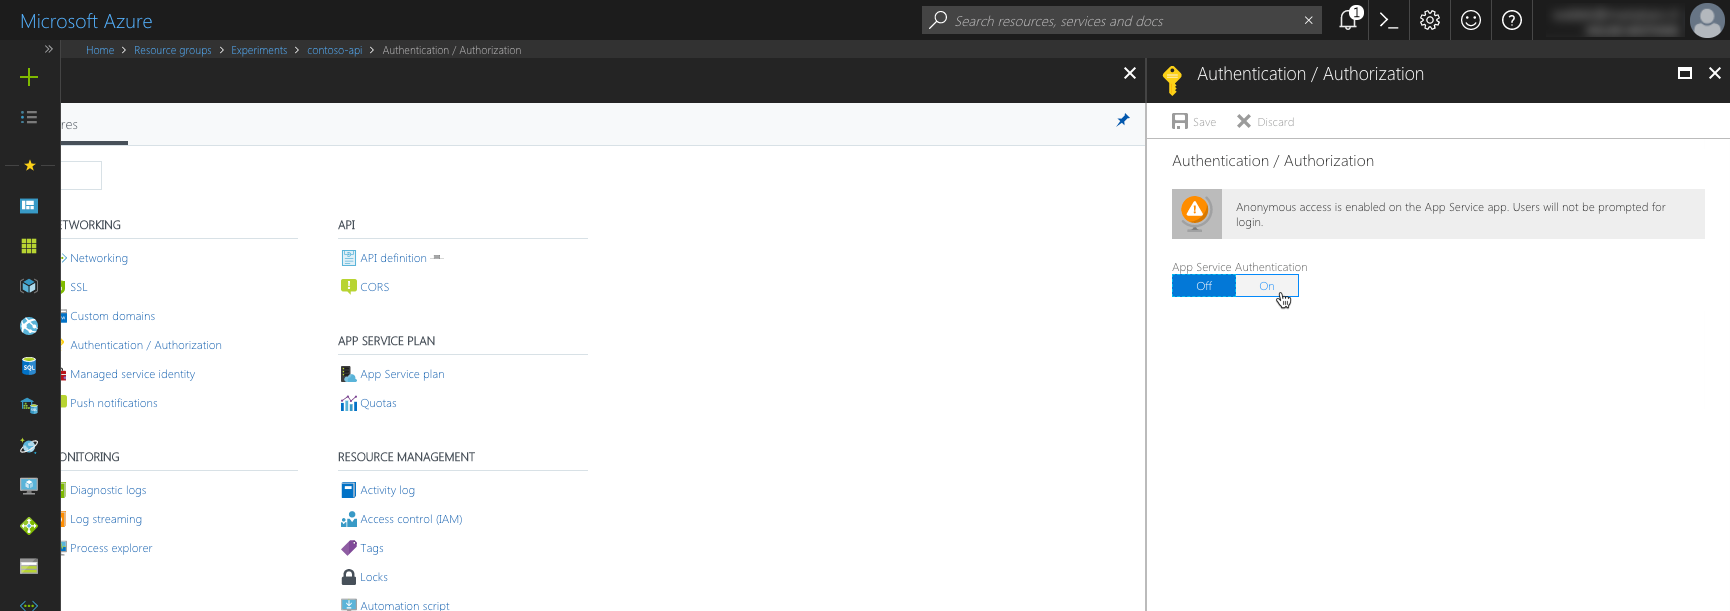 Microsoft Azure
Search resources, services and docs
1
Home > Resource groups > Experiments > contoso-api > Authentication / Authorization
res
NETWORKING
Networking
SSL
Custom domains
Authentication / Authorization
Managed service identity
Push notifications
MONITORING
Diagnostic logs
Log streaming
Process explorer
API
API definition
CORS
APP SERVICE PLAN
App Service plan
Quotas
RESOURCE MANAGEMENT
Activity log
Access control (IAM)
Tags
Locks
Automation script
Authentication / Authorization
Save
Discard
Authentication / Authorization
Anonymous access is enabled on the App Service app. Users will not be prompted for
login.
App Service Authentication
Off
On
SQL